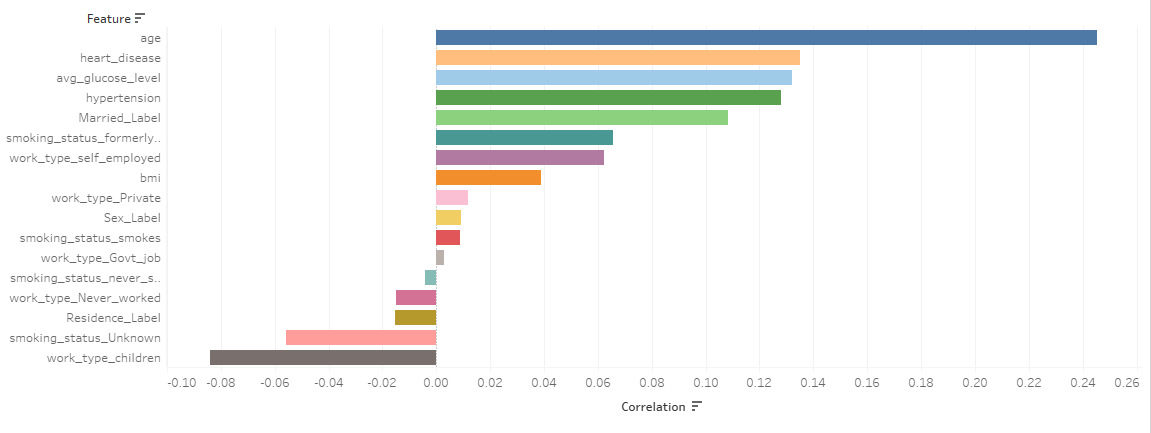 Feature
age
heart_disease
avg_glucose_level
hypertension
Married_Label
smoking_status_formerly..
work_type_self_employed
bmi
work_type_Private
Sex_Label
smoking_status_smokes
work_type_Govt_job
smoking_status_never_s..
work_type_Never_worked
Residence_Label
smoking_status_Unknown
work_type_children
-0.10 -0.08 -0.06 -0.04 -0.02 0.00 0.02 0.04 0.06 0.08 0.10 0.12 0.14 0.16 0.18 0.20 0.22 0.24 0.26
Correlation